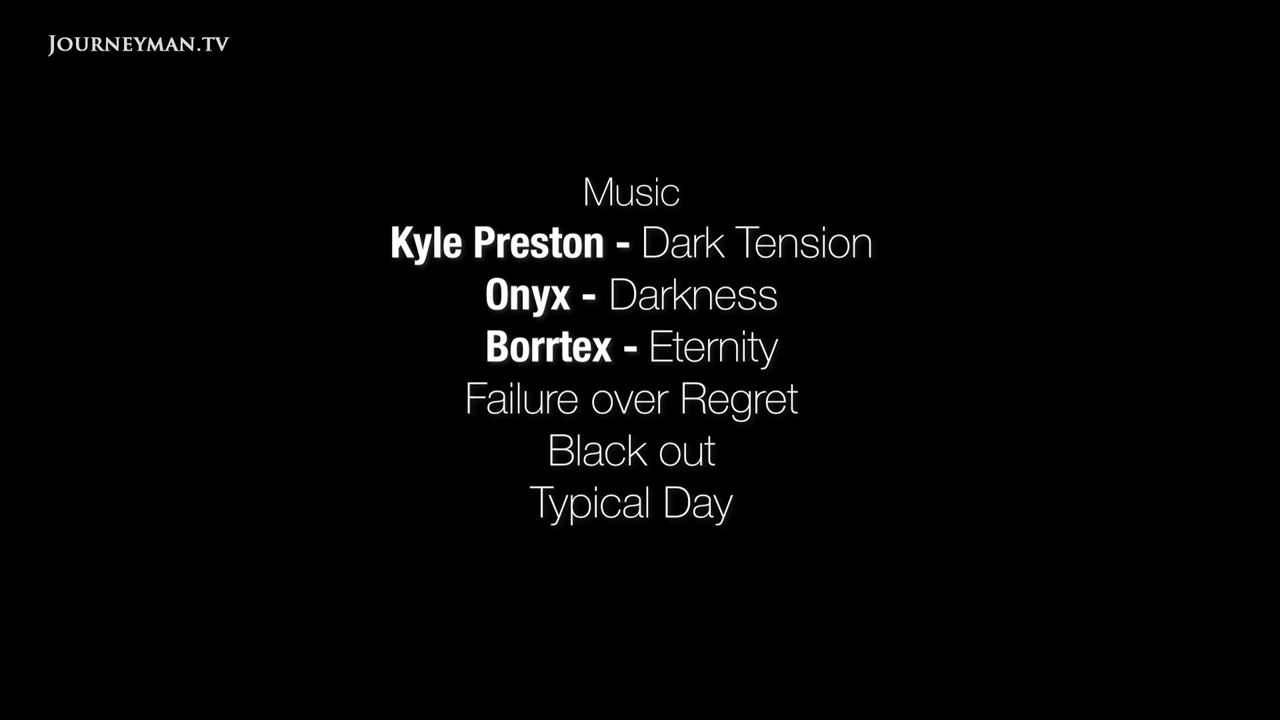 JOURNEYMAN.TV
Music
Kyle Preston - Dark Tension
Onyx - Darkness
Borrtex - Eternity
Failure over Regret
Black out
Typical Day